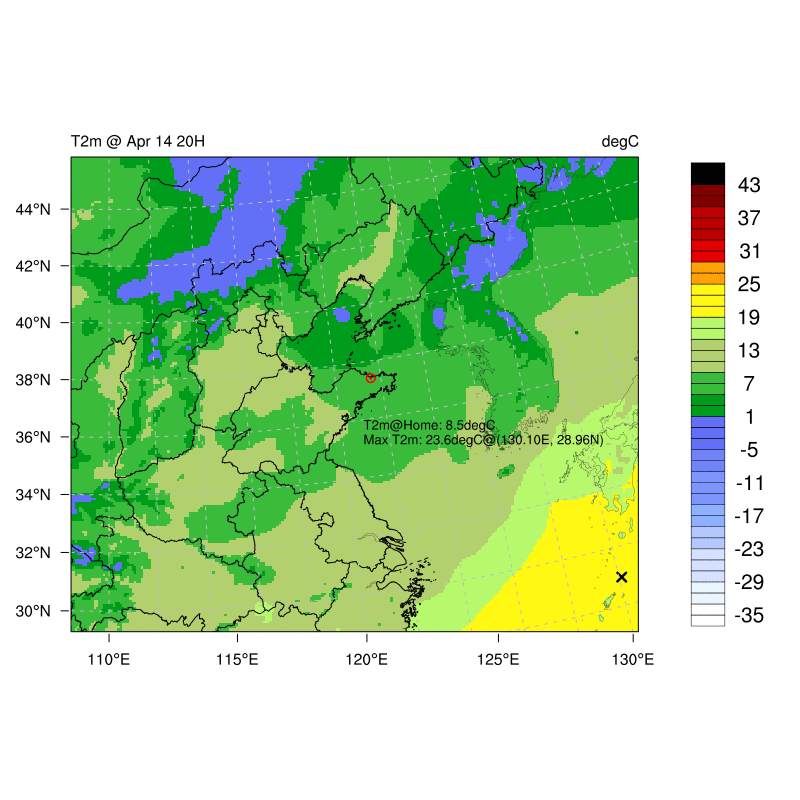 T2m @ Apr 14 20H degC
44°N
42°N
40°N
38°N
36°N
34°N
32°N
30°N
110°E 115°E 120°E 125°E 130°E
T2m@Home: 8.5degC
Max T2m: 23.6degC@(130.10E, 28.96N)
43
37
31
25
19
13
7
1
-5
-11
-17
-23
-29
-35